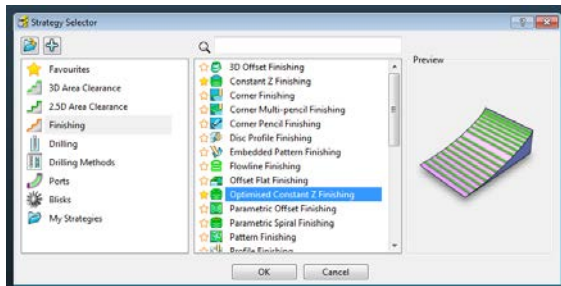 Strategy Selector
Favourites
3D Area Clearance
2.5D Area Clearance
Finishing
Drilling
Drilling Methods
Ports
Blisks
My Strategies
3D Offset Finishing
Constant Z Finishing
Corner Finishing
Corner Multi-pencil Finishing
Corner Pencil Finishing
Disc Profile Finishing
Embedded Pattern Finishing
Flowline Finishing
Offset Flat Finishing
Optimised Constant Z Finishing
Parametric Offset Finishing
Parametric Spiral Finishing
Pattern Finishing
Profile Finishing
Preview
OK
Cancel